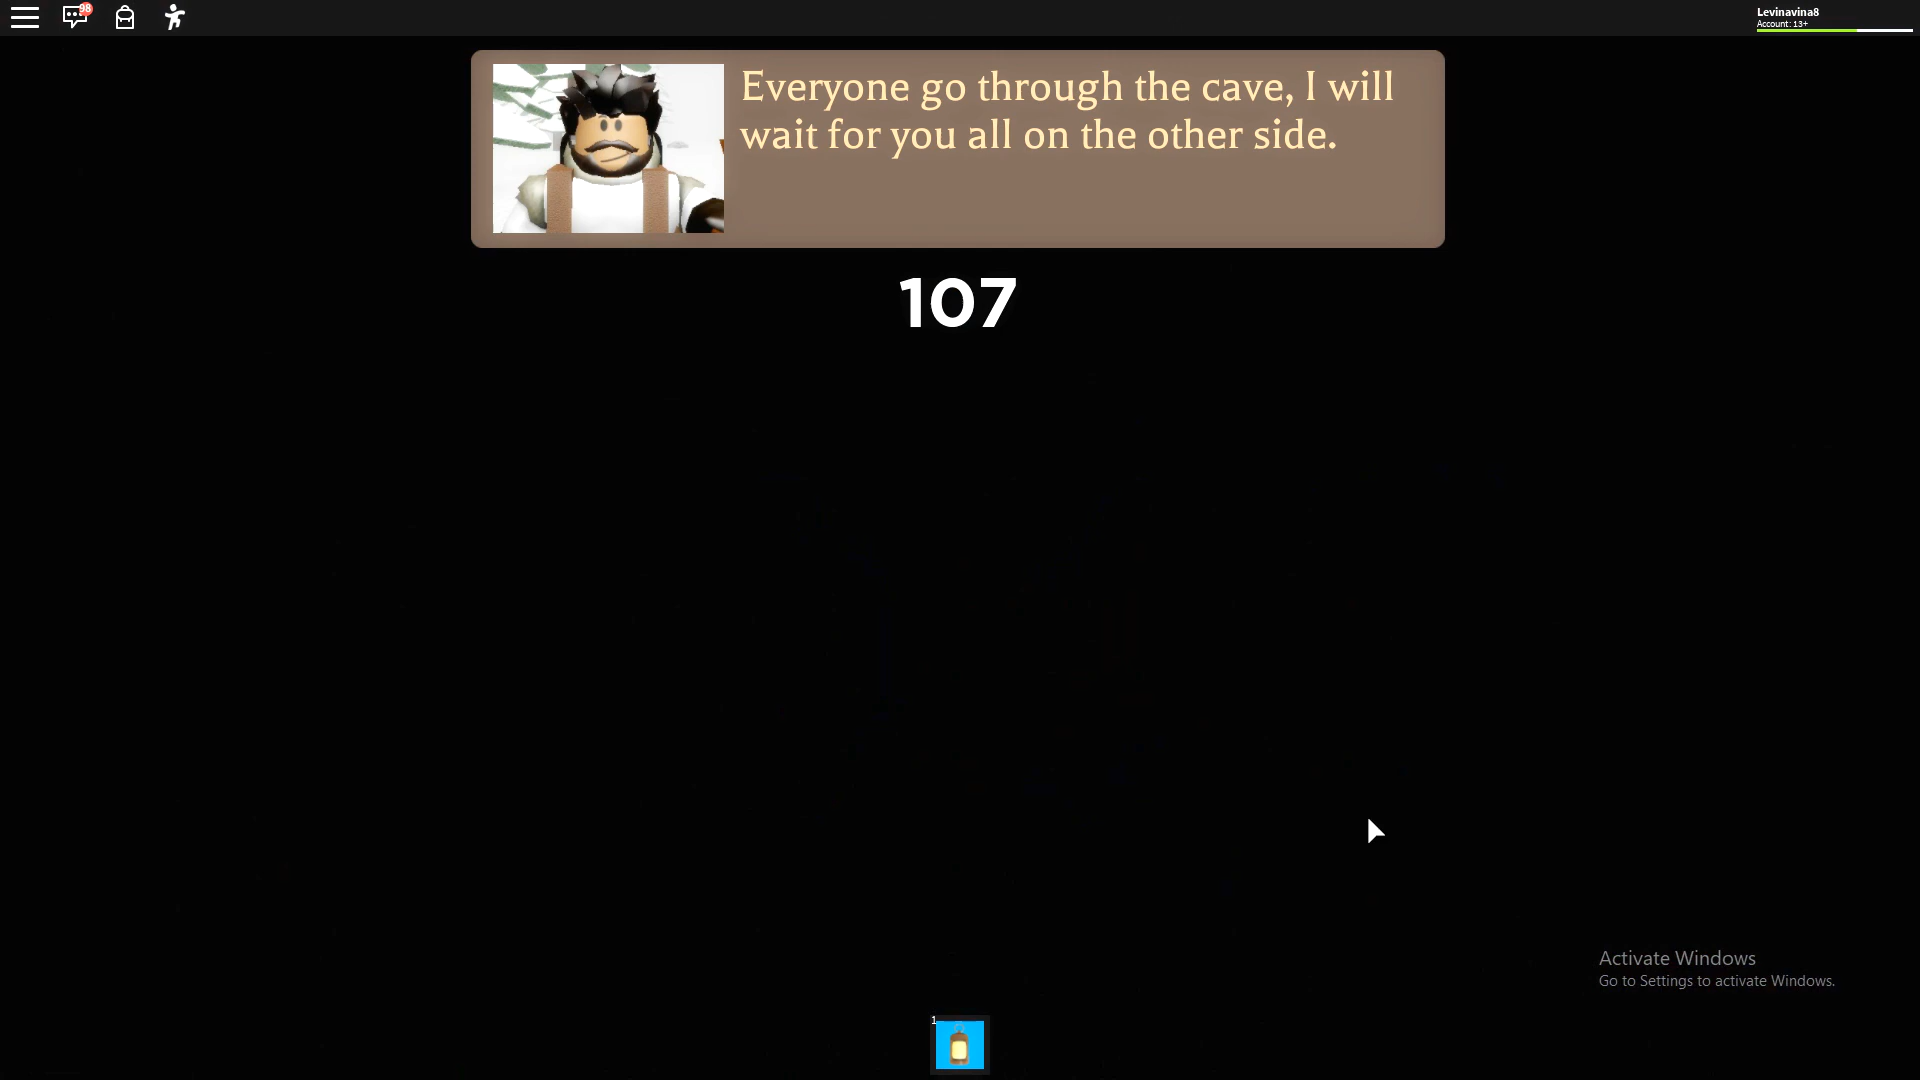 98
Levinavina8
Account: 13+
Everyone go through the cave, I will
wait for you all on the other side.
107
Activate Windows
Go to Settings to activate Windows.
1